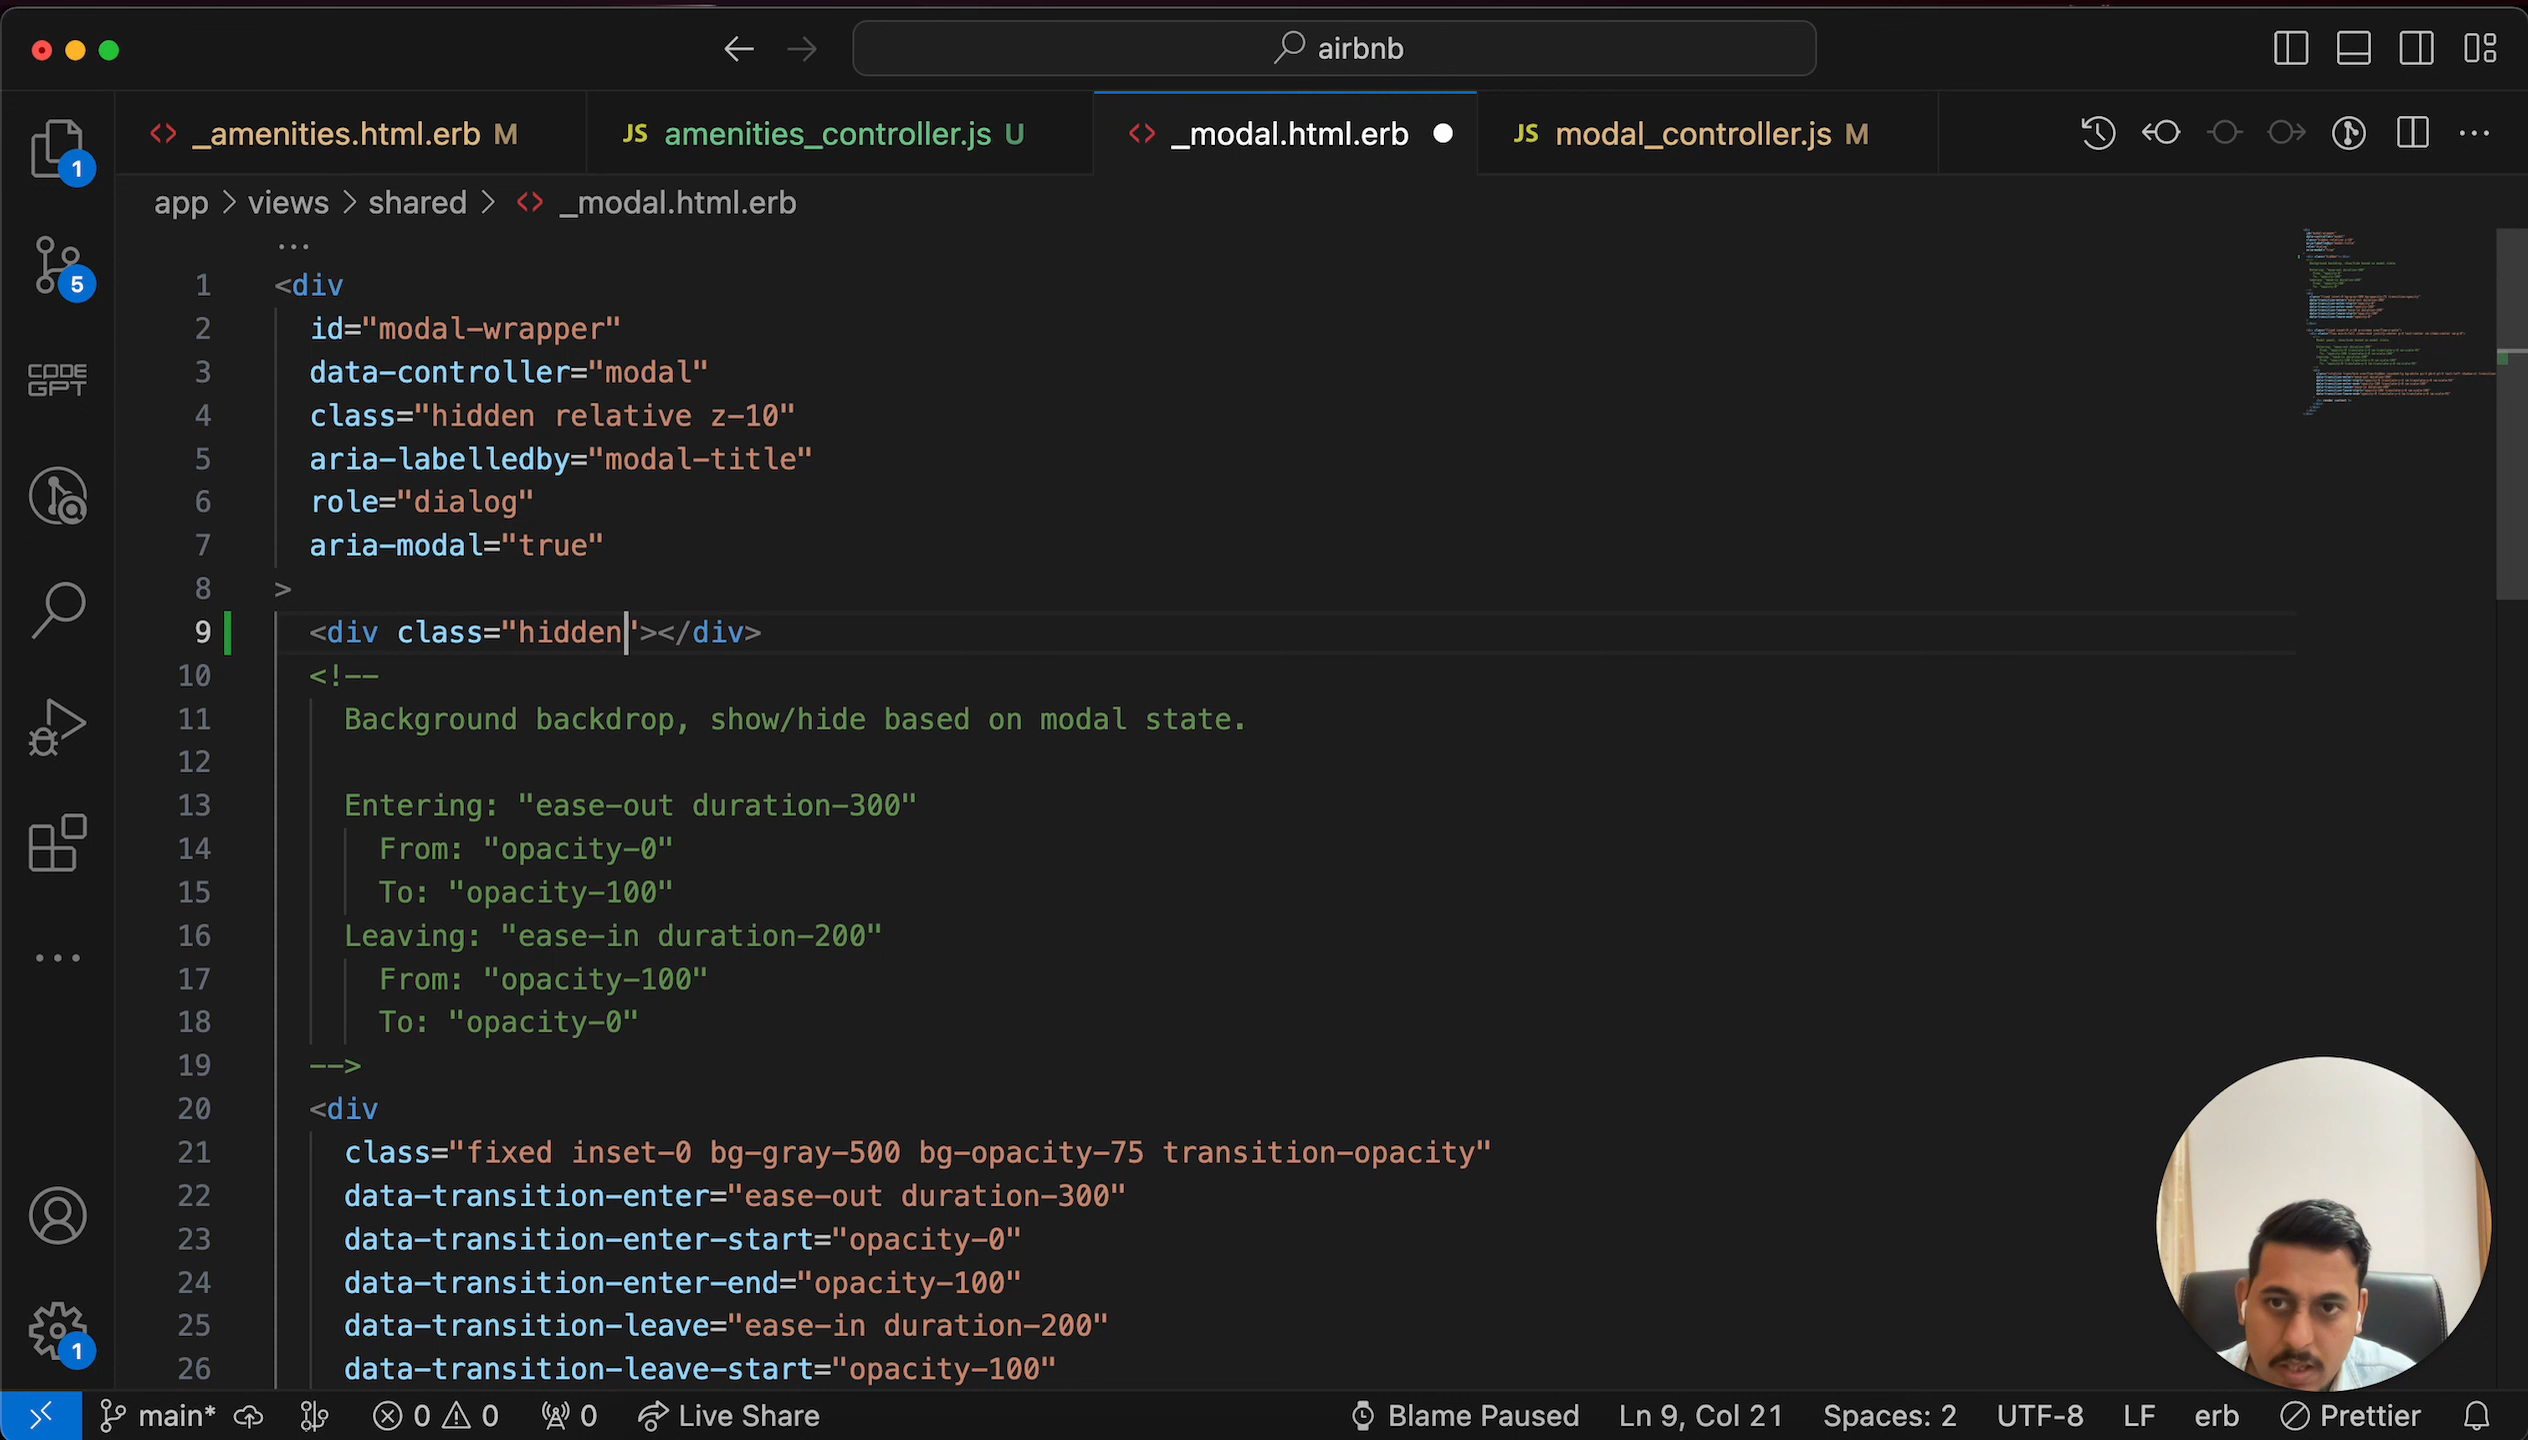 airbnb
_amenities.html.erb M
JS amenities_controller.js U
_modal.html.erb
JS modal_controller.js M
app > views > shared > _modal.html.erb
...
1 <div
2 id="modal-wrapper"
3 data-controller="modal"
4 class="hidden relative z-10"
5 aria-labelledby="modal-title"
6 role="dialog"
7 aria-modal="true"
8 >
9 <div class="hidden"></div>
10 <!--
11 Background backdrop, show/hide based on modal state.
12
13 Entering: "ease-out duration-300"
14 From: "opacity-0"
15 To: "opacity-100"
16 Leaving: "ease-in duration-200"
17 From: "opacity-100"
18 To: "opacity-0"
19 -->
20 <div
21 class="fixed inset-0 bg-gray-500 bg-opacity-75 transition-opacity"
22 data-transition-enter="ease-out duration-300"
23 data-transition-enter-start="opacity-0"
24 data-transition-enter-end="opacity-100"
25 data-transition-leave="ease-in duration-200"
26 data-transition-leave-start="opacity-100"
1
5
CODE
GPT
1
main* 0 0 0 Live Share Blame Paused Ln 9, Col 21 Spaces: 2 UTF-8 LF erb Prettier